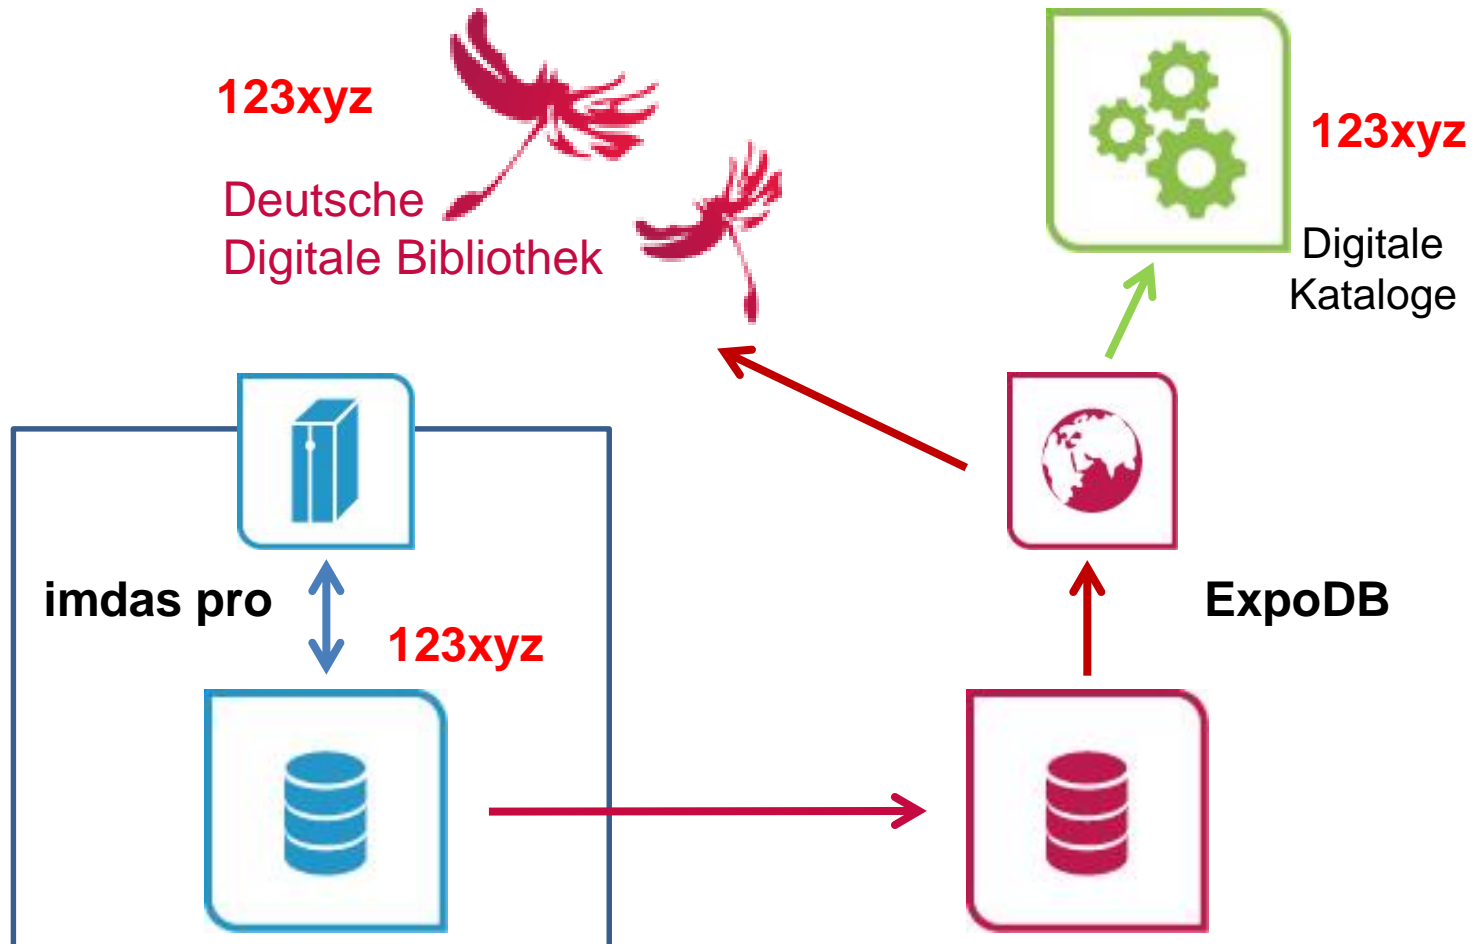 123xyz
Deutsche
Digitale Bibliothek
123xyz
Digitale
Kataloge
imdas pro
123xyz
ExpoDB